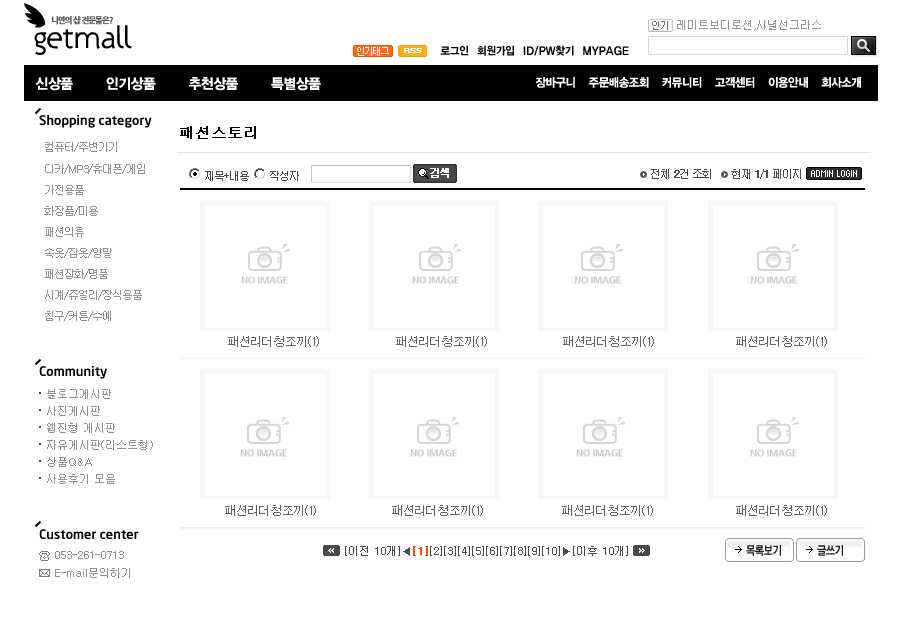 나만의 샵 전문몰은?
getmall
인기태그 RSS 로그인 회원가입 ID/PW찾기 MYPAGE
인기 레미트보디로션,샤넬선글라스
신상품 인기상품 추천상품 특별상품 장바구니 주문배송조회 커뮤니티 고객센터 이용안내 회사소개
Shopping category
컴퓨터/주변기기
디카/MP3/휴대폰/게임
가전용품
화장품/미용
패션의류
속옷/잠옷/양말
패션잡화/명품
시계/쥬얼리/장식용품
침구/커튼/수예
Community
· 블로그게시판
· 사진게시판
· 웹진형 게시판
· 자유게시판(리스트형)
· 상품Q&A
· 사용후기 모음
Customer center
053-261-0713
E-mail문의하기
패션스토리
제목+내용 작성자 검색 전체 2건 조회 현재 1/1 페이지 ADMIN LOGIN
NO IMAGE NO IMAGE NO IMAGE NO IMAGE
패션리더청조끼(1) 패션리더청조끼(1) 패션리더청조끼(1) 패션리더청조끼(1)
NO IMAGE NO IMAGE NO IMAGE NO IMAGE
패션리더청조끼(1) 패션리더청조끼(1) 패션리더청조끼(1) 패션리더청조끼(1)
[이전 10개]◀[1][2][3][4][5][6][7][8][9][10]▶[이후 10개] → 목록보기 → 글쓰기